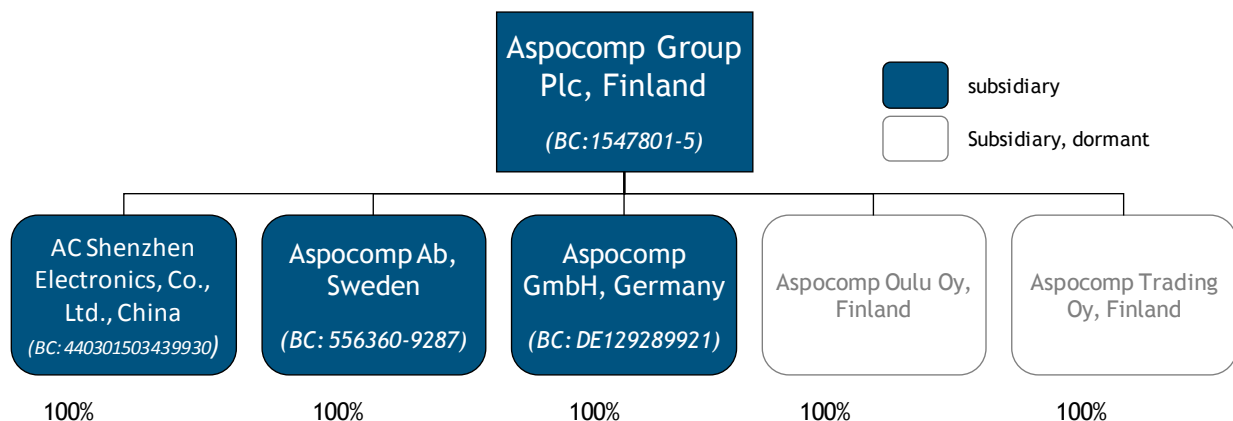 Aspocomp Group
Plc, Finland
(BC:1547801-5)
subsidiary
Subsidiary, dormant
AC Shenzhen
Electronics, Co.,
Ltd., China
(BC: 440301503439930)
Aspocomp Ab,
Sweden
(BC: 556360-9287)
Aspocomp
GmbH, Germany
(BC: DE129289921)
Aspocomp Oulu Oy,
Finland
Aspocomp Trading
Oy, Finland
100%
100%
100%
100%
100%